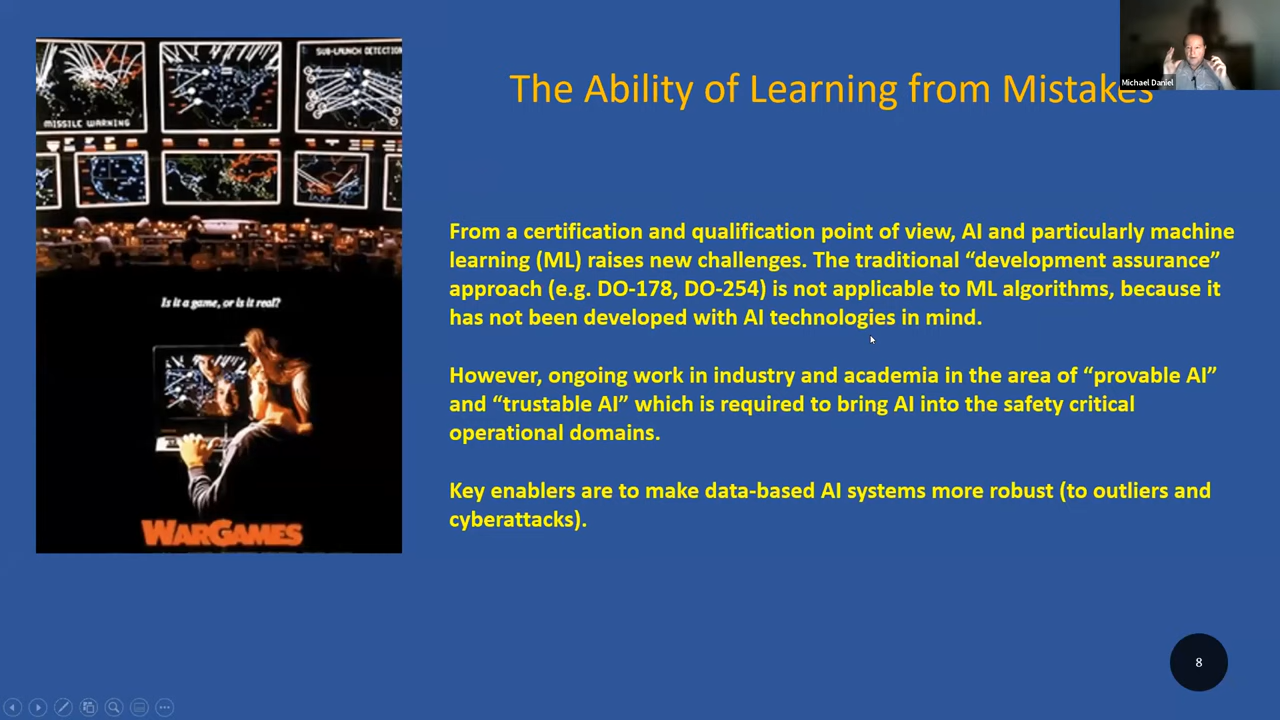 The Ability of Learning from Mistakes
Michael Daniel
MISSILE WARNING
SUB-LAUNCH DETECTION
Is it a game, or is it real?
WARGAMES
From a certification and qualification point of view, AI and particularly machine
learning (ML) raises new challenges. The traditional “development assurance”
approach (e.g. DO-178, DO-254) is not applicable to ML algorithms, because it
has not been developed with AI technologies in mind.
However, ongoing work in industry and academia in the area of “provable AI”
and “trustable AI” which is required to bring AI into the safety critical
operational domains.
Key enablers are to make data-based AI systems more robust (to outliers and
cyberattacks).
8